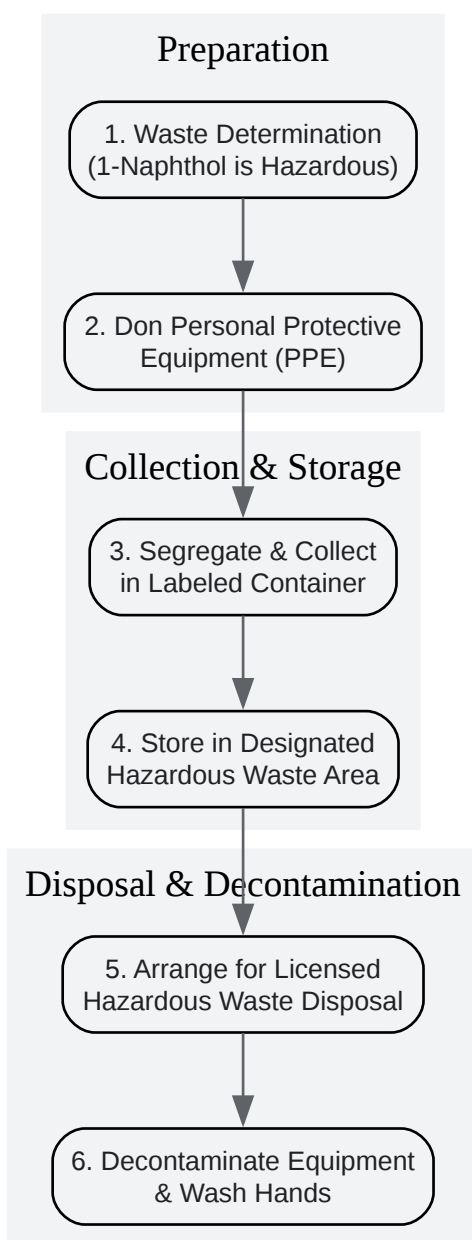 Preparation
1. Waste Determination
(1-Naphthol is Hazardous)
2. Don Personal Protective
Equipment (PPE)
Collection & Storage
3. Segregate & Collect
in Labeled Container
4. Store in Designated
Hazardous Waste Area
Disposal & Decontamination
5. Arrange for Licensed
Hazardous Waste Disposal
6. Decontaminate Equipment
& Wash Hands